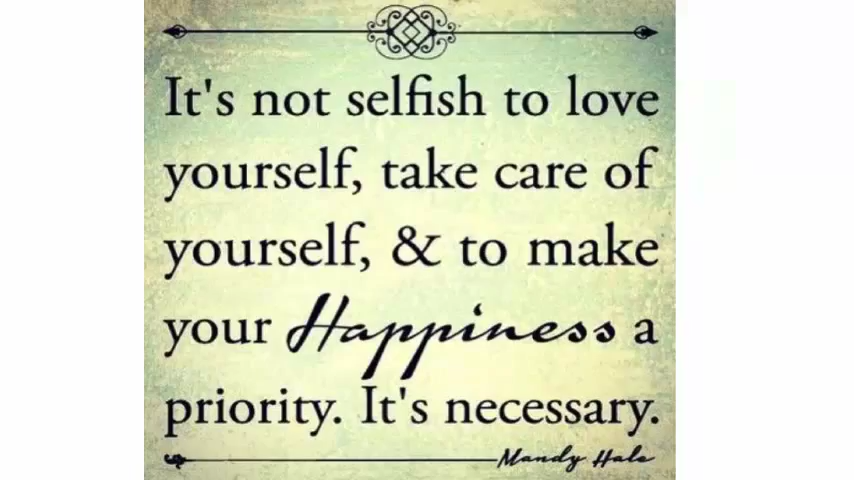 It's not selfish to love
yourself, take care of
yourself, & to make
your Happiness a
priority. It's necessary.
Mandy Hale